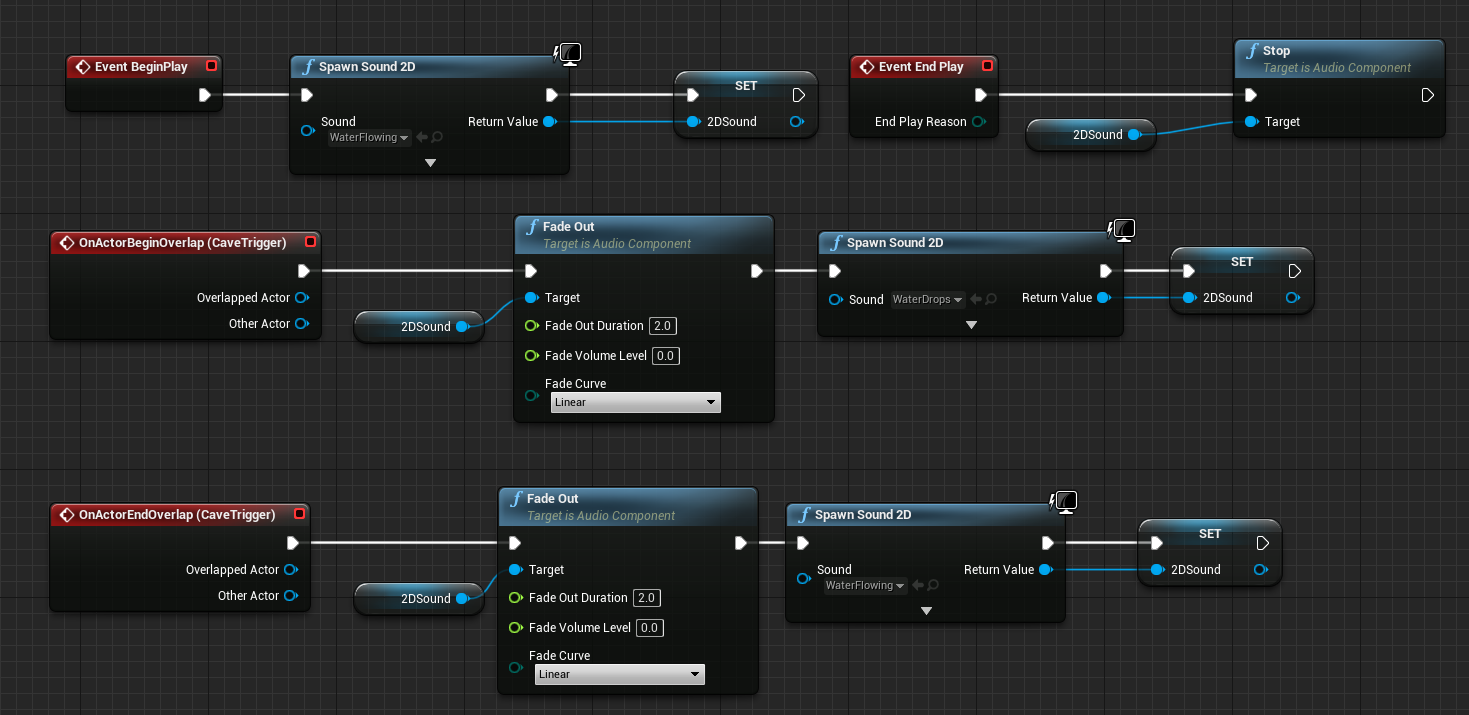 Event BeginPlay
Spawn Sound 2D
Sound
WaterFlowing
Return Value
SET
2DSound
Event End Play
End Play Reason
2DSound
Stop
Target is Audio Component
Target
OnActorBeginOverlap (CaveTrigger)
Overlapped Actor
Other Actor
2DSound
Fade Out
Target is Audio Component
Target
Fade Out Duration 2.0
Fade Volume Level 0.0
Fade Curve
Linear
Spawn Sound 2D
Sound WaterDrops
Return Value
SET
2DSound
OnActorEndOverlap (CaveTrigger)
Overlapped Actor
Other Actor
2DSound
Fade Out
Target is Audio Component
Target
Fade Out Duration 2.0
Fade Volume Level 0.0
Fade Curve
Linear
Spawn Sound 2D
Sound
WaterFlowing
Return Value
SET
2DSound